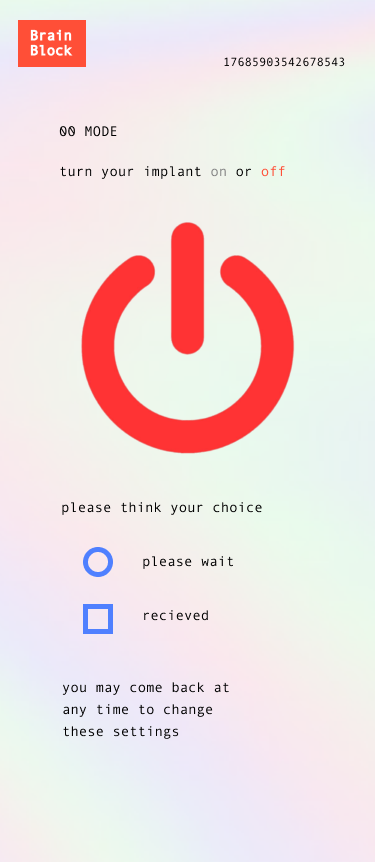 Brain
Block
17685903542678543
00 MODE
turn your implant on or off
please think your choice
please wait
recieved
you may come back at
any time to change
these settings